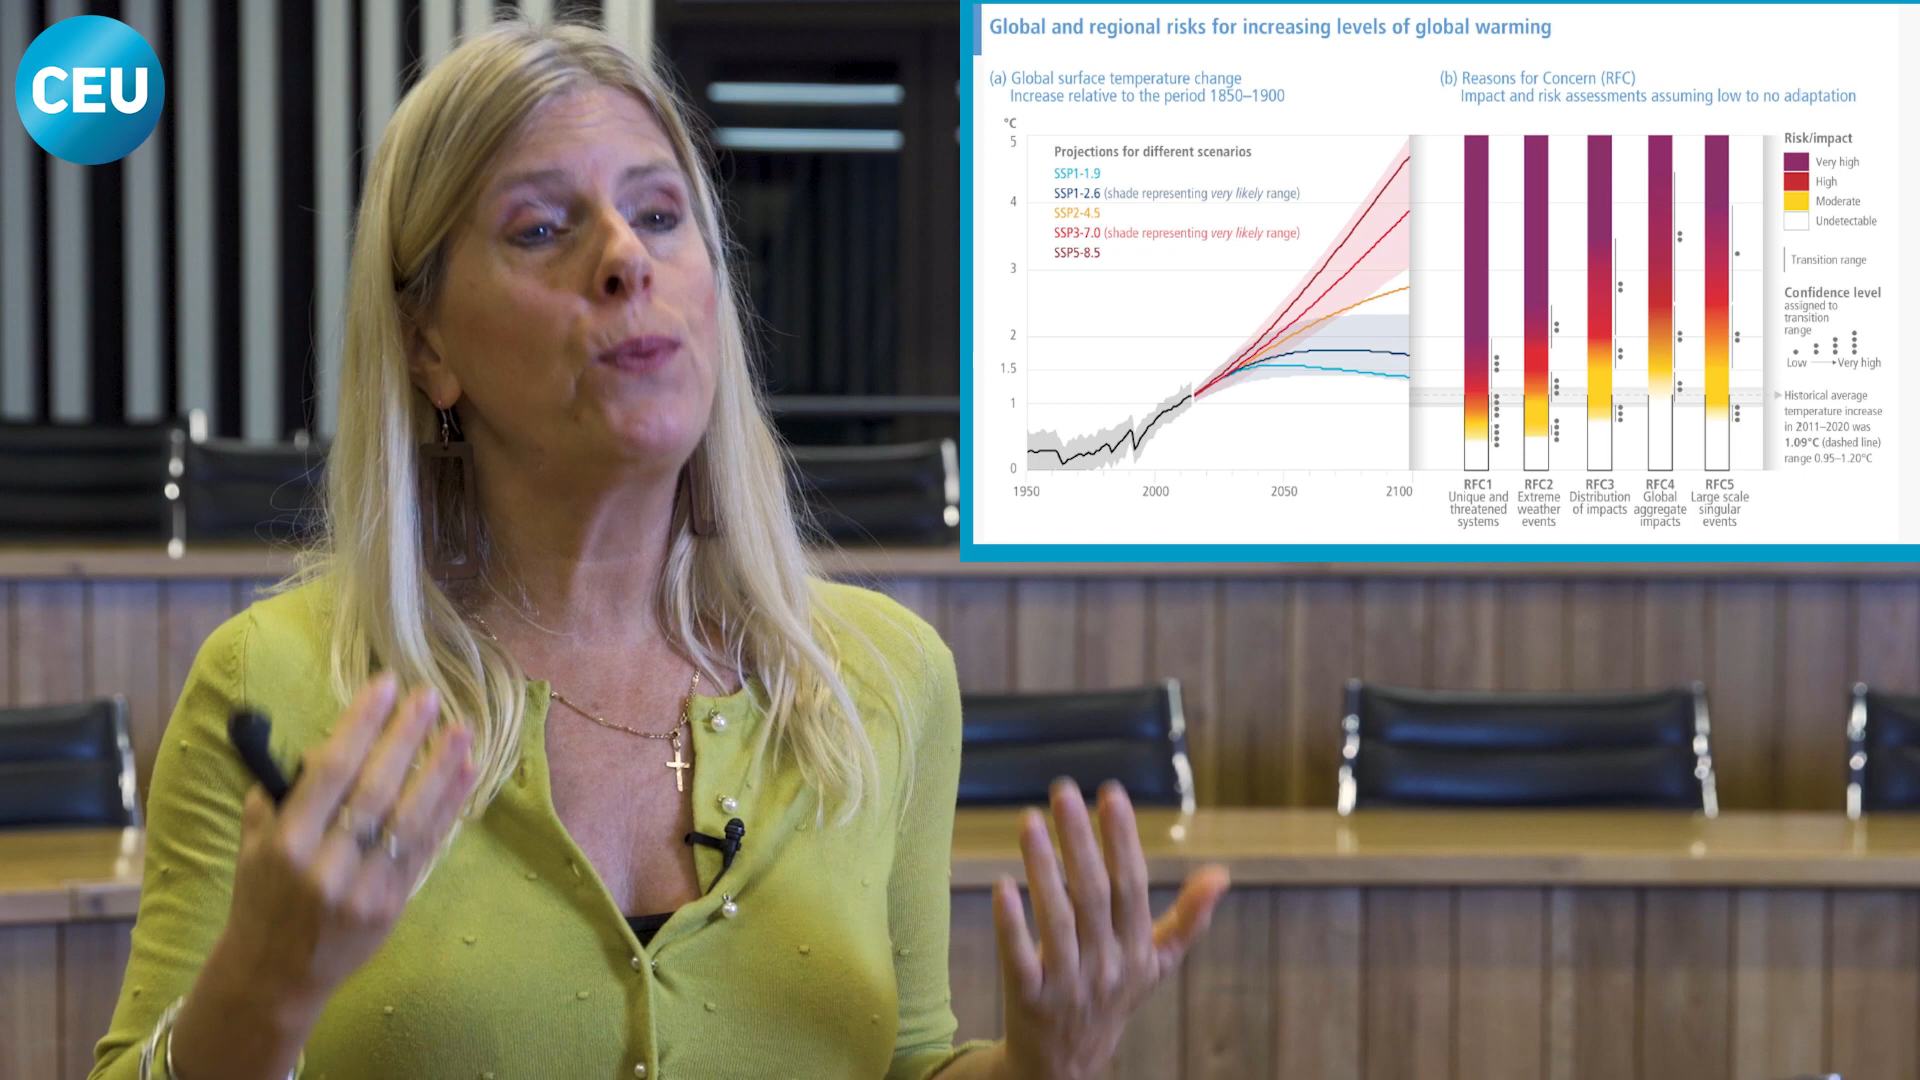 CEU
Global and regional risks for increasing levels of global warming
(a) Global surface temperature change
Increase relative to the period 1850–1900
°C
5
4
3
2
1.5
1
0
Projections for different scenarios
SSP1-1.9
SSP1-2.6 (shade representing very likely range)
SSP2-4.5
SSP3-7.0 (shade representing very likely range)
SSP5-8.5
1950
2000
2050
2100
(b) Reasons for Concern (RFC)
Impact and risk assessments assuming low to no adaptation
RFC1
Unique and
threatened
systems
RFC2
Extreme
weather
events
RFC3
Distribution
of impacts
RFC4
Global
aggregate
impacts
RFC5
Large scale
singular
events
Risk/impact
Very high
High
Moderate
Undetectable
Transition range
Confidence level
assigned to
transition
range
Low
Very high
Historical average
temperature increase
in 2011–2020 was
1.09°C (dashed line)
range 0.95–1.20°C